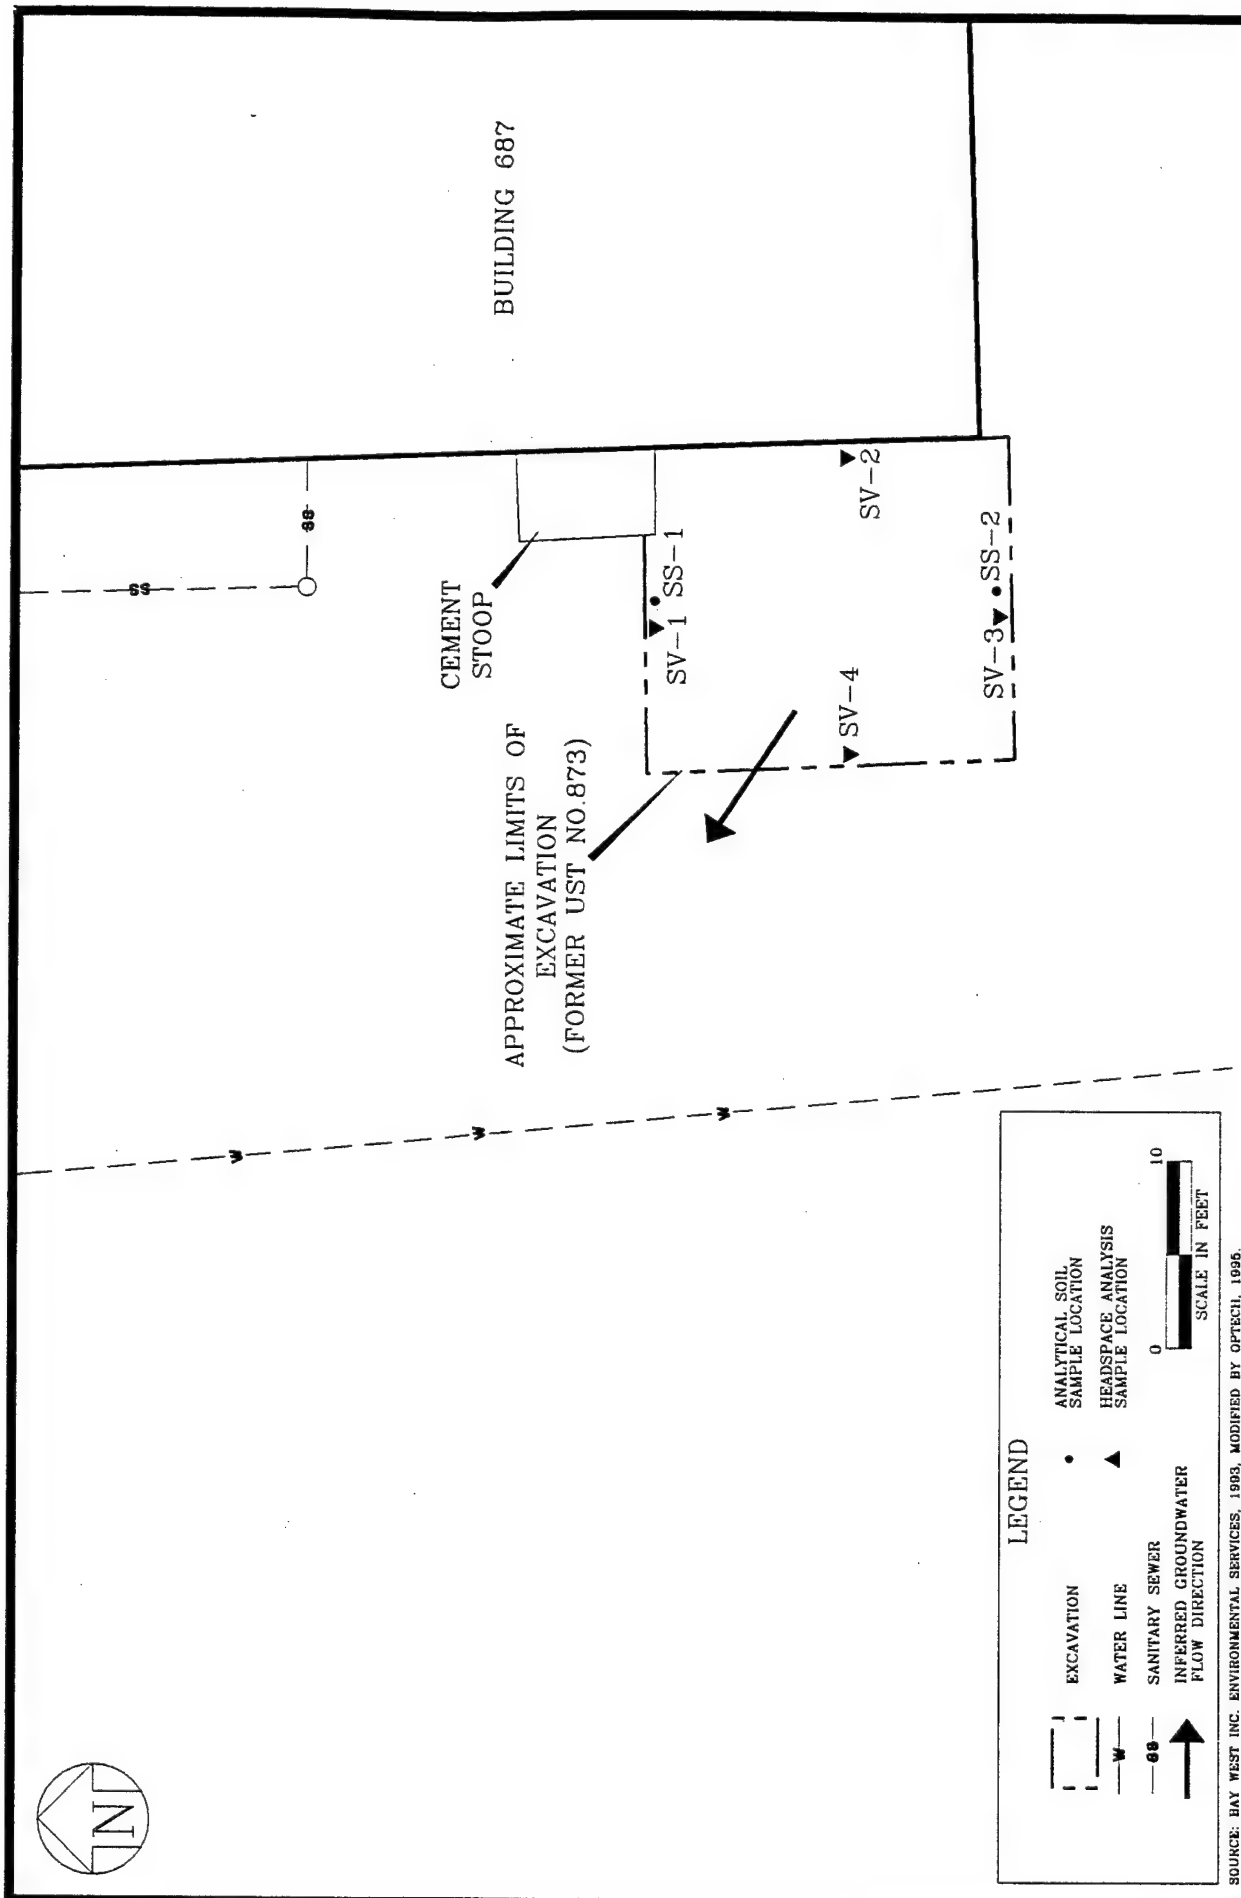 BUILDING 687
SS
SS
CEMENT
STOOP
SV-1
SS-1
SV-2
SV-3
SS-2
SV-4
APPROXIMATE LIMITS OF
EXCAVATION
(FORMER UST NO.873)
W
W
W
N
LEGEND
EXCAVATION
W
WATER LINE
SS
SANITARY SEWER
INFERRED GROUNDWATER
FLOW DIRECTION
ANALYTICAL SOIL
SAMPLE LOCATION
HEADSPACE ANALYSIS
SAMPLE LOCATION
0 10
SCALE IN FEET
SOURCE: BAY WEST INC. ENVIRONMENTAL SERVICES, 1993, MODIFIED BY OPTECH, 1995.